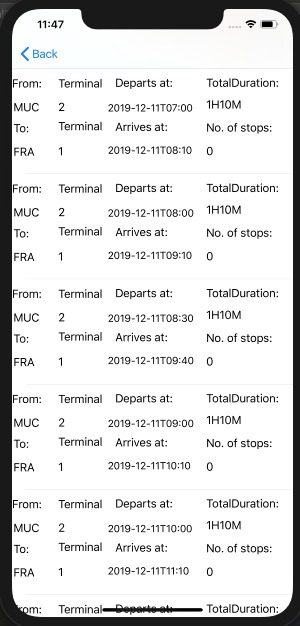 11:47
Back
From: Terminal Departs at: TotalDuration:
MUC 2 2019-12-11T07:00 1H10M
To: Terminal Arrives at: No. of stops:
FRA 1 2019-12-11T08:10 0
From: Terminal Departs at: TotalDuration:
MUC 2 2019-12-11T08:00 1H10M
To: Terminal Arrives at: No. of stops:
FRA 1 2019-12-11T09:10 0
From: Terminal Departs at: TotalDuration:
MUC 2 2019-12-11T08:30 1H10M
To: Terminal Arrives at: No. of stops:
FRA 1 2019-12-11T09:40 0
From: Terminal Departs at: TotalDuration:
MUC 2 2019-12-11T09:00 1H10M
To: Terminal Arrives at: No. of stops:
FRA 1 2019-12-11T10:10 0
From: Terminal Departs at: TotalDuration:
MUC 2 2019-12-11T10:00 1H10M
To: Terminal Arrives at: No. of stops:
FRA 1 2019-12-11T11:10 0
From: Terminal Departs at: TotalDuration: